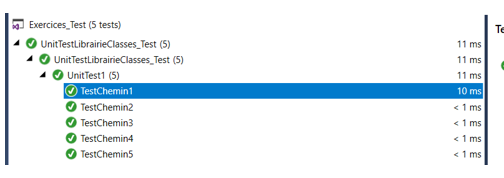 Exercices_Test (5 tests)
UnitTestLibrairieClasses_Test (5) 11 ms
UnitTestLibrairieClasses_Test (5) 11 ms
UnitTest1 (5) 11 ms
TestChemin1 10 ms
TestChemin2 < 1 ms
TestChemin3 < 1 ms
TestChemin4 < 1 ms
TestChemin5 < 1 ms